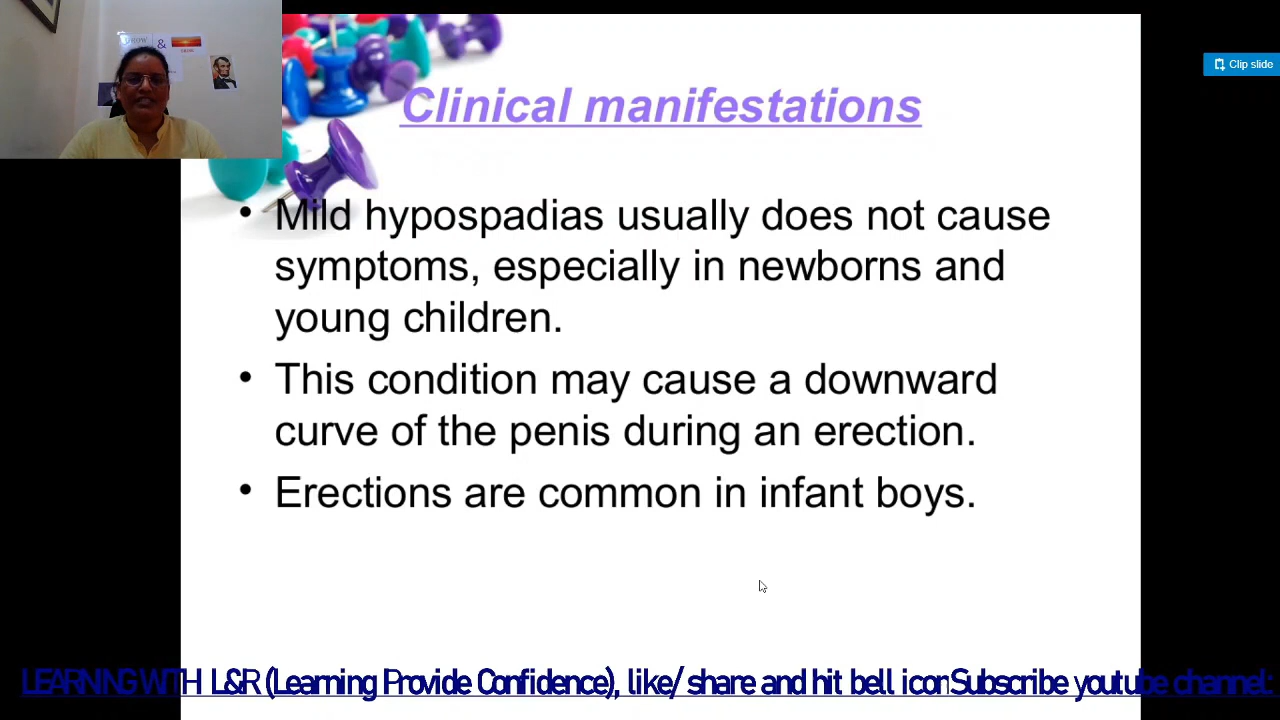 Clip slide
Clinical manifestations
• Mild hypospadias usually does not cause
symptoms, especially in newborns and
young children.
• This condition may cause a downward
curve of the penis during an erection.
• Erections are common in infant boys.
LEARNING WITH L&R (Learning Provide Confidence), like/ share and hit bell icon Subscribe youtube channel: